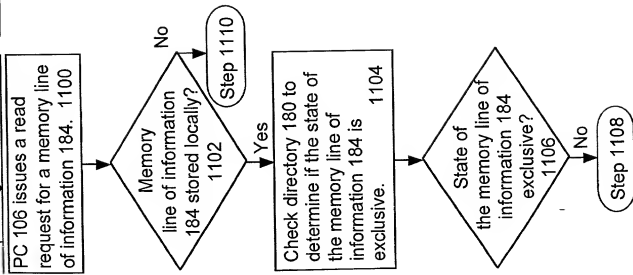 PC 106 issues a read
request for a memory line
of information 184. 1100
Memory
line of information
184 stored locally?
1102
No
Step 1110
Yes
Check directory 180 to
determine if the state of
the memory line of
information 184 is
exclusive. 1104
State of
the memory line of
information 184
exclusive?
1106
No
Step 1108